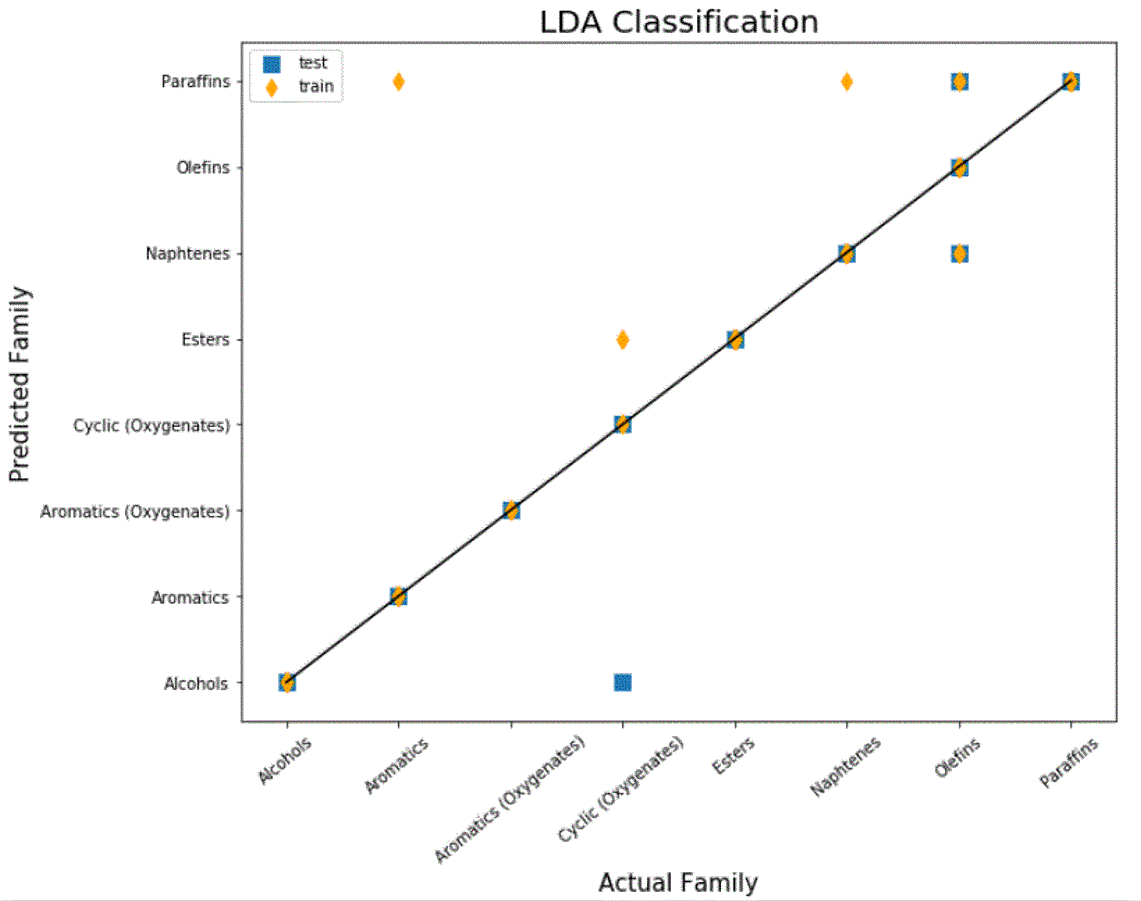 LDA Classification
test
train
Paraffins
Olefins
Naphtenes
Esters
Cyclic (Oxygenates)
Aromatics (Oxygenates)
Aromatics
Alcohols
Predicted Family
Alcohols
Aromatics
Aromatics (Oxygenates)
Cyclic (Oxygenates)
Esters
Naphtenes
Olefins
Paraffins
Actual Family